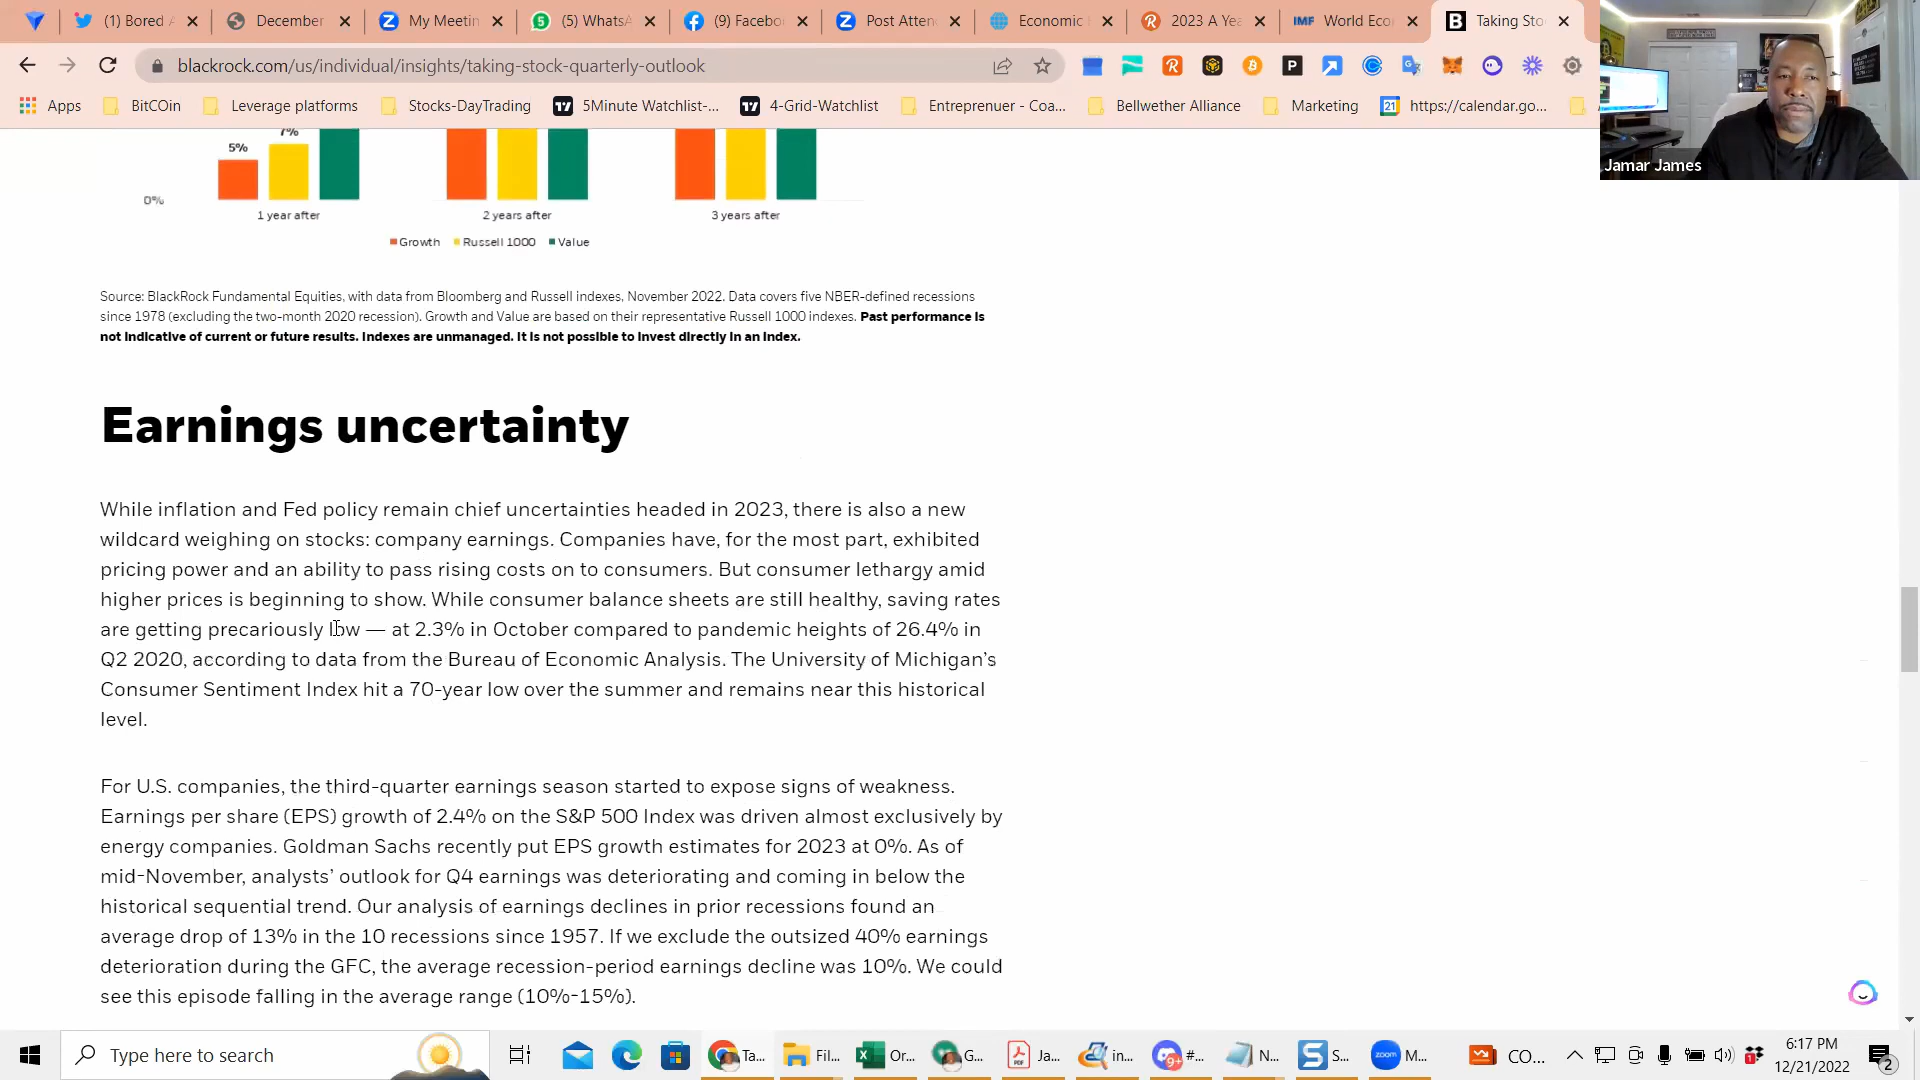 (1) Bored A
December
My Meetin
(5) WhatsA
(9) Facebo
Post Atten
Economic
2023 A Yea
IMF World Eco
Taking Sto
blackrock.com/us/individual/insights/taking-stock-quarterly-outlook
Apps
BitCOin
Leverage platforms
Stocks-DayTrading
5Minute Watchlist-...
4-Grid-Watchlist
Entreprenuer - Coa...
Bellwether Alliance
Marketing
https://calendar.go...
Jamar James
7%
5%
0%
1 year after
2 years after
3 years after
Growth Russell 1000 Value
Source: BlackRock Fundamental Equities, with data from Bloomberg and Russell indexes, November 2022. Data covers five NBER-defined recessions
since 1978 (excluding the two-month 2020 recession). Growth and Value are based on their representative Russell 1000 indexes. Past performance is
not indicative of current or future results. Indexes are unmanaged. It is not possible to invest directly in an index.
Earnings uncertainty
While inflation and Fed policy remain chief uncertainties headed in 2023, there is also a new
wildcard weighing on stocks: company earnings. Companies have, for the most part, exhibited
pricing power and an ability to pass rising costs on to consumers. But consumer lethargy amid
higher prices is beginning to show. While consumer balance sheets are still healthy, saving rates
are getting precariously low — at 2.3% in October compared to pandemic heights of 26.4% in
Q2 2020, according to data from the Bureau of Economic Analysis. The University of Michigan's
Consumer Sentiment Index hit a 70-year low over the summer and remains near this historical
level.
For U.S. companies, the third-quarter earnings season started to expose signs of weakness.
Earnings per share (EPS) growth of 2.4% on the S&P 500 Index was driven almost exclusively by
energy companies. Goldman Sachs recently put EPS growth estimates for 2023 at 0%. As of
mid-November, analysts' outlook for Q4 earnings was deteriorating and coming in below the
historical sequential trend. Our analysis of earnings declines in prior recessions found an
average drop of 13% in the 10 recessions since 1957. If we exclude the outsized 40% earnings
deterioration during the GFC, the average recession-period earnings decline was 10%. We could
see this episode falling in the average range (10%-15%).
Type here to search
Ta...
Fil...
Or...
G...
Ja...
in...
#...
N...
S...
zoom M...
CO...
6:17 PM
12/21/2022
2